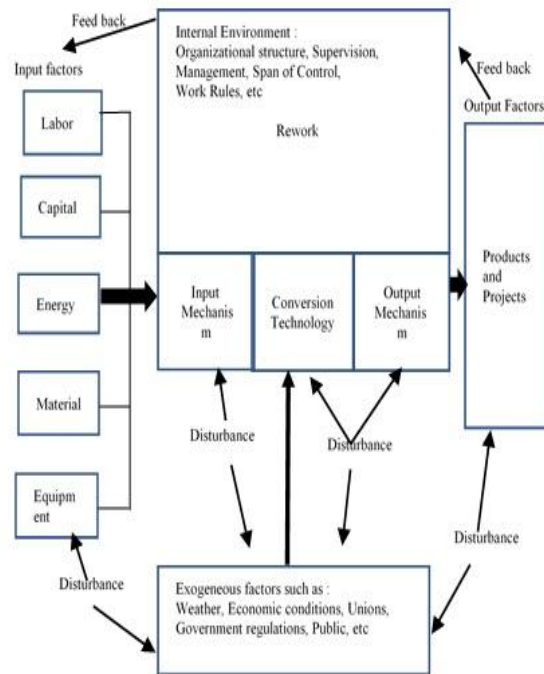 Feed back
Input factors
Labor
Capital
Energy
Material
Equipm
ent
Internal Environment :
Organizational structure, Supervision,
Management, Span of Control,
Work Rules, etc
Rework
Input
Mechanis
m
Conversion
Technology
Output
Mechanis
m
Feed back
Output Factors
Products
and
Projects
Disturbance
Disturbance
Disturbance
Disturbance
Exogeneous factors such as :
Weather, Economic conditions, Unions,
Government regulations, Public, etc